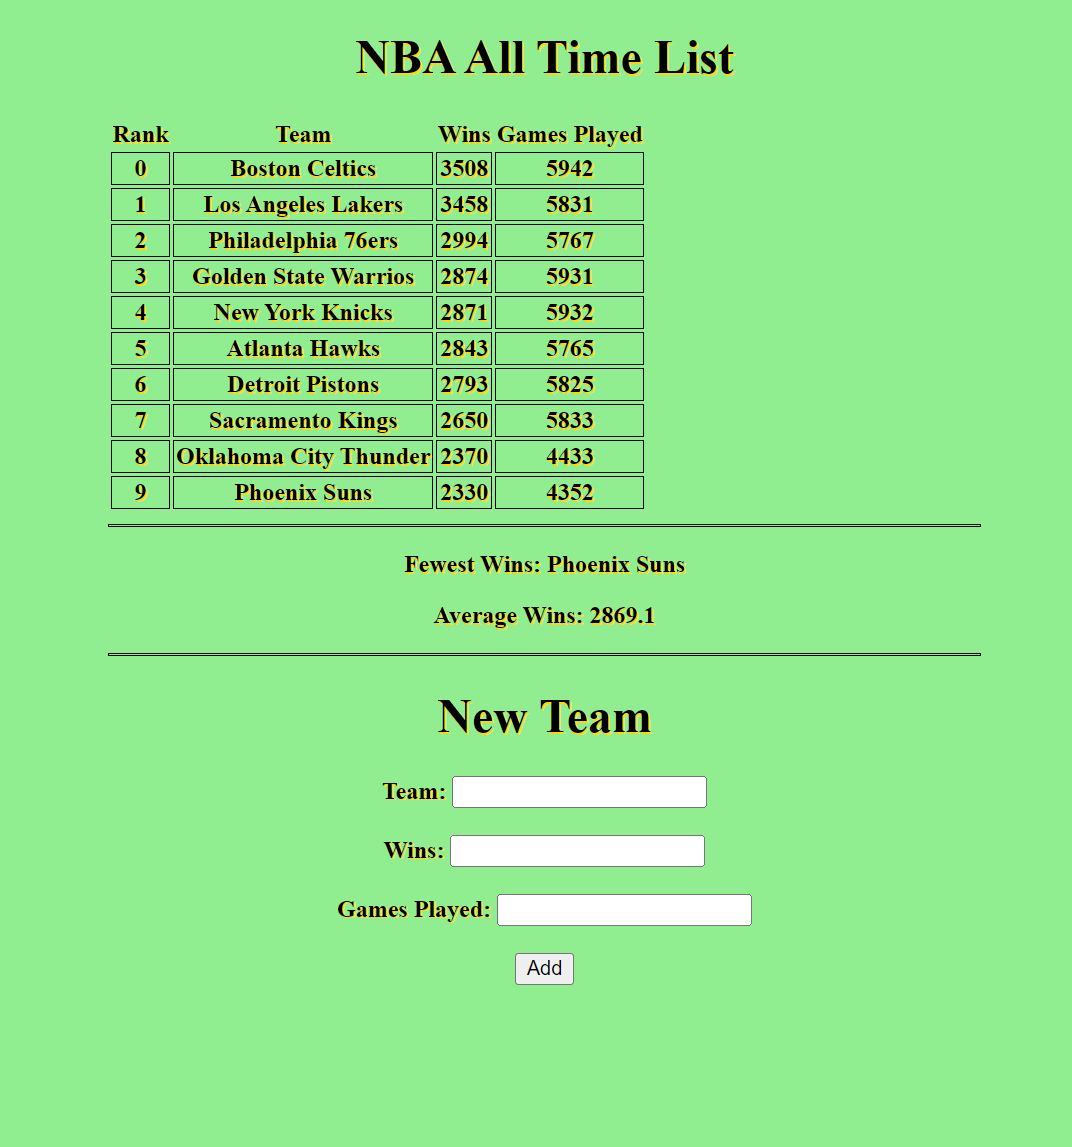 NBA All Time List
Rank Team Wins Games Played
0 Boston Celtics 3508 5942
1 Los Angeles Lakers 3458 5831
2 Philadelphia 76ers 2994 5767
3 Golden State Warrios 2874 5931
4 New York Knicks 2871 5932
5 Atlanta Hawks 2843 5765
6 Detroit Pistons 2793 5825
7 Sacramento Kings 2650 5833
8 Oklahoma City Thunder 2370 4433
9 Phoenix Suns 2330 4352
Fewest Wins: Phoenix Suns
Average Wins: 2869.1
New Team
Team:
Wins:
Games Played:
Add